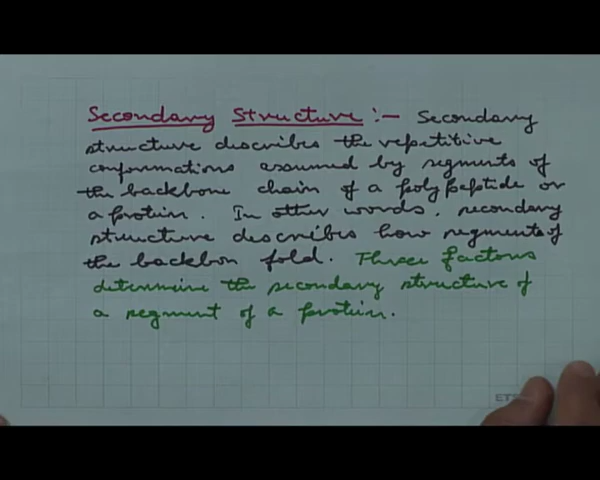 Secondary Structure :- Secondary
structure describes the repetitive
conformations assumed by segments of
the backbone chain of a polypeptide or
a protein. In other words, secondary
structure describes how segments of
the backbon fold. Three factors
determine the secondary structure of
a segment of a protein.